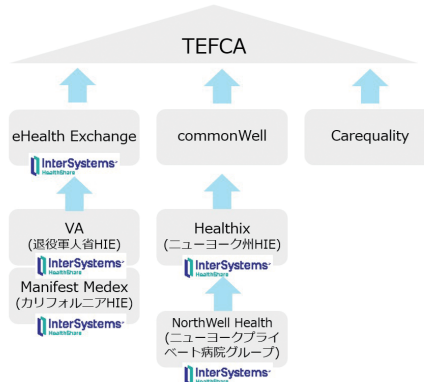 TEFCA
eHealth Exchange
InterSystems
HealthShare
commonWell
Carequality
VA
(退役軍人省HIE)
InterSystems
HealthShare
Manifest Medex
(カリフォルニアHIE)
InterSystems
HealthShare
Healthix
(ニューヨーク州HIE)
InterSystems
HealthShare
NorthWell Health
(ニューヨークプライ
ベート病院グループ)
InterSystems
HealthShare